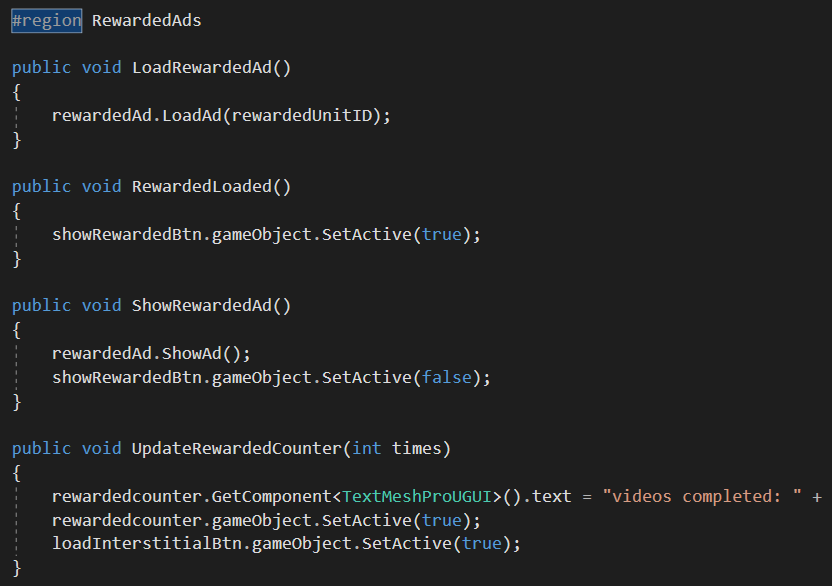 #region RewardedAds
public void LoadRewardedAd()
{
rewardedAd.LoadAd(rewardedUnitID);
}
public void RewardedLoaded()
{
showRewardedBtn.gameObject.SetActive(true);
}
public void ShowRewardedAd()
{
rewardedAd.ShowAd();
showRewardedBtn.gameObject.SetActive(false);
}
public void UpdateRewardedCounter(int times)
{
rewardedcounter.GetComponent<TextMeshProUGUI>().text = "videos completed: " +
rewardedcounter.gameObject.SetActive(true);
loadInterstitialBtn.gameObject.SetActive(true);
}